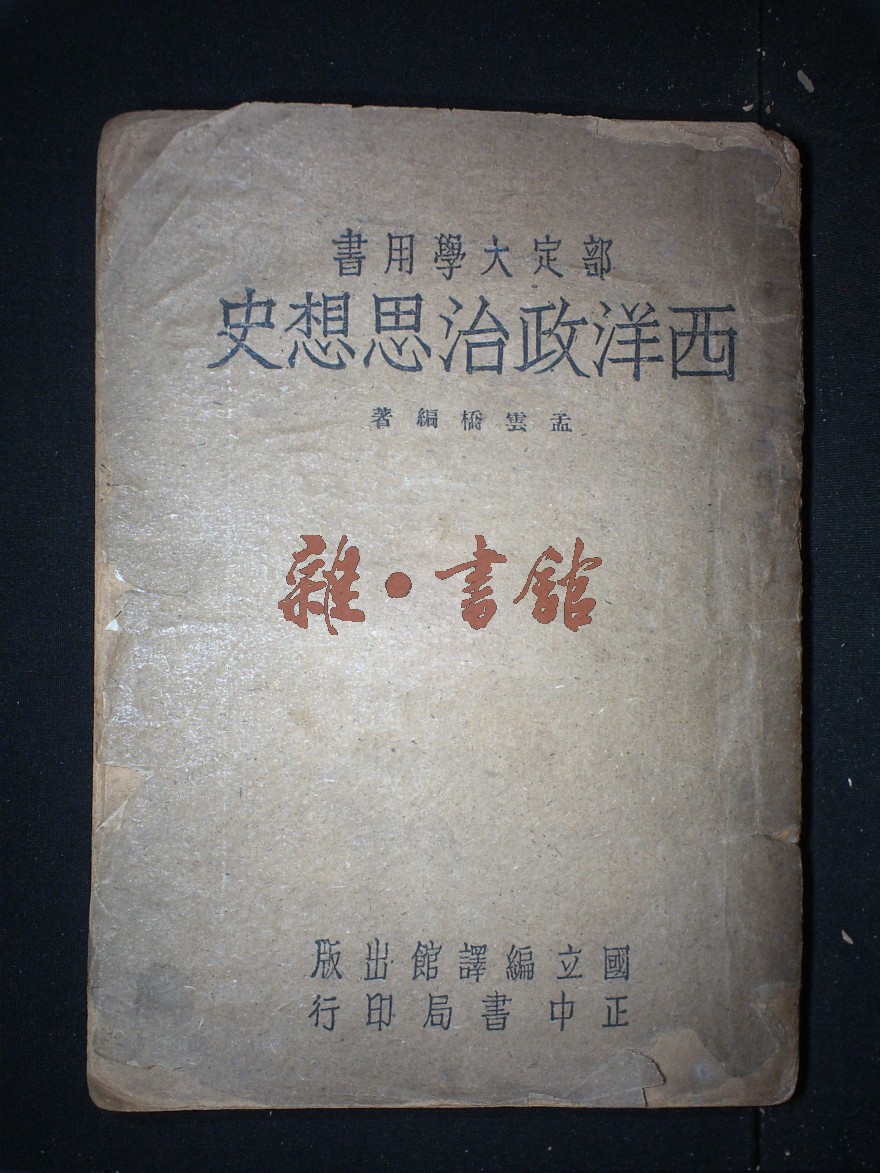 部定大學用書
西洋政治思想史
孟雲橋編著
雜·書館
國立編譯館出版
正中書局印行